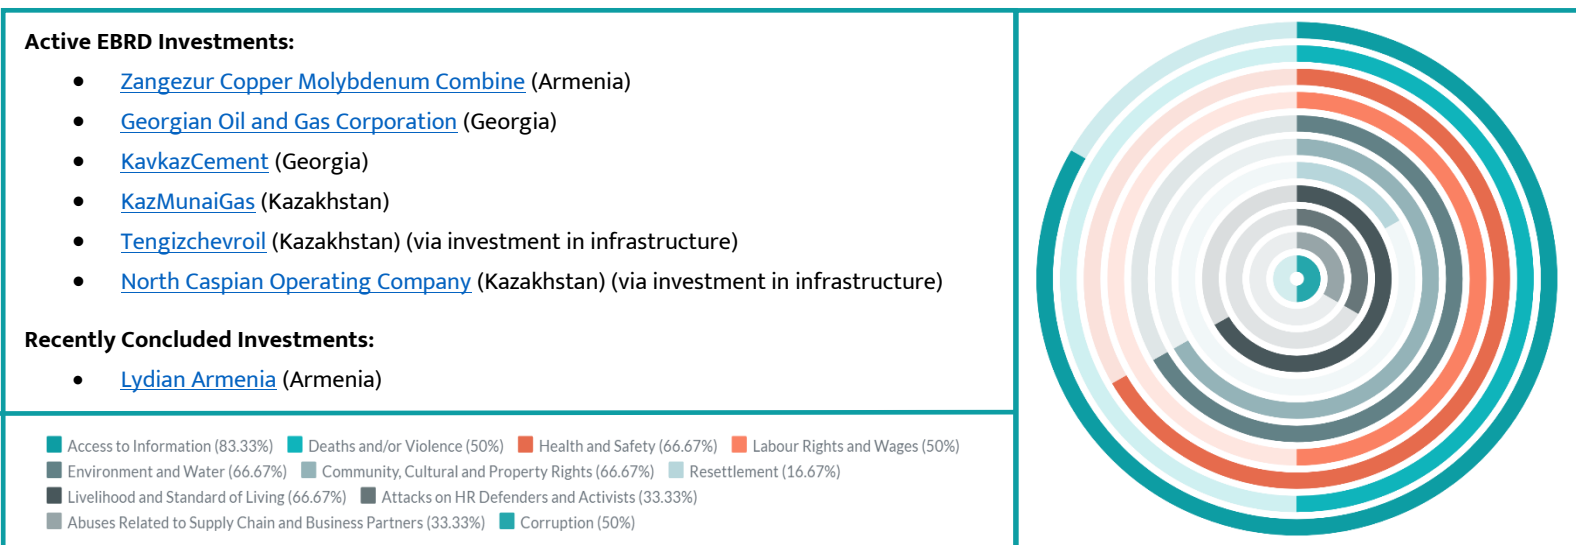 Active EBRD Investments:
• Zangezur Copper Molybdenum Combine (Armenia)
• Georgian Oil and Gas Corporation (Georgia)
• KavkazCement (Georgia)
• KazMunaiGas (Kazakhstan)
• Tengizchevroil (Kazakhstan) (via investment in infrastructure)
• North Caspian Operating Company (Kazakhstan) (via investment in infrastructure)
Recently Concluded Investments:
• Lydian Armenia (Armenia)
Access to Information (83.33%) Deaths and/or Violence (50%) Health and Safety (66.67%) Labour Rights and Wages (50%)
Environment and Water (66.67%) Community, Cultural and Property Rights (66.67%) Resettlement (16.67%)
Livelihood and Standard of Living (66.67%) Attacks on HR Defenders and Activists (33.33%)
Abuses Related to Supply Chain and Business Partners (33.33%) Corruption (50%)